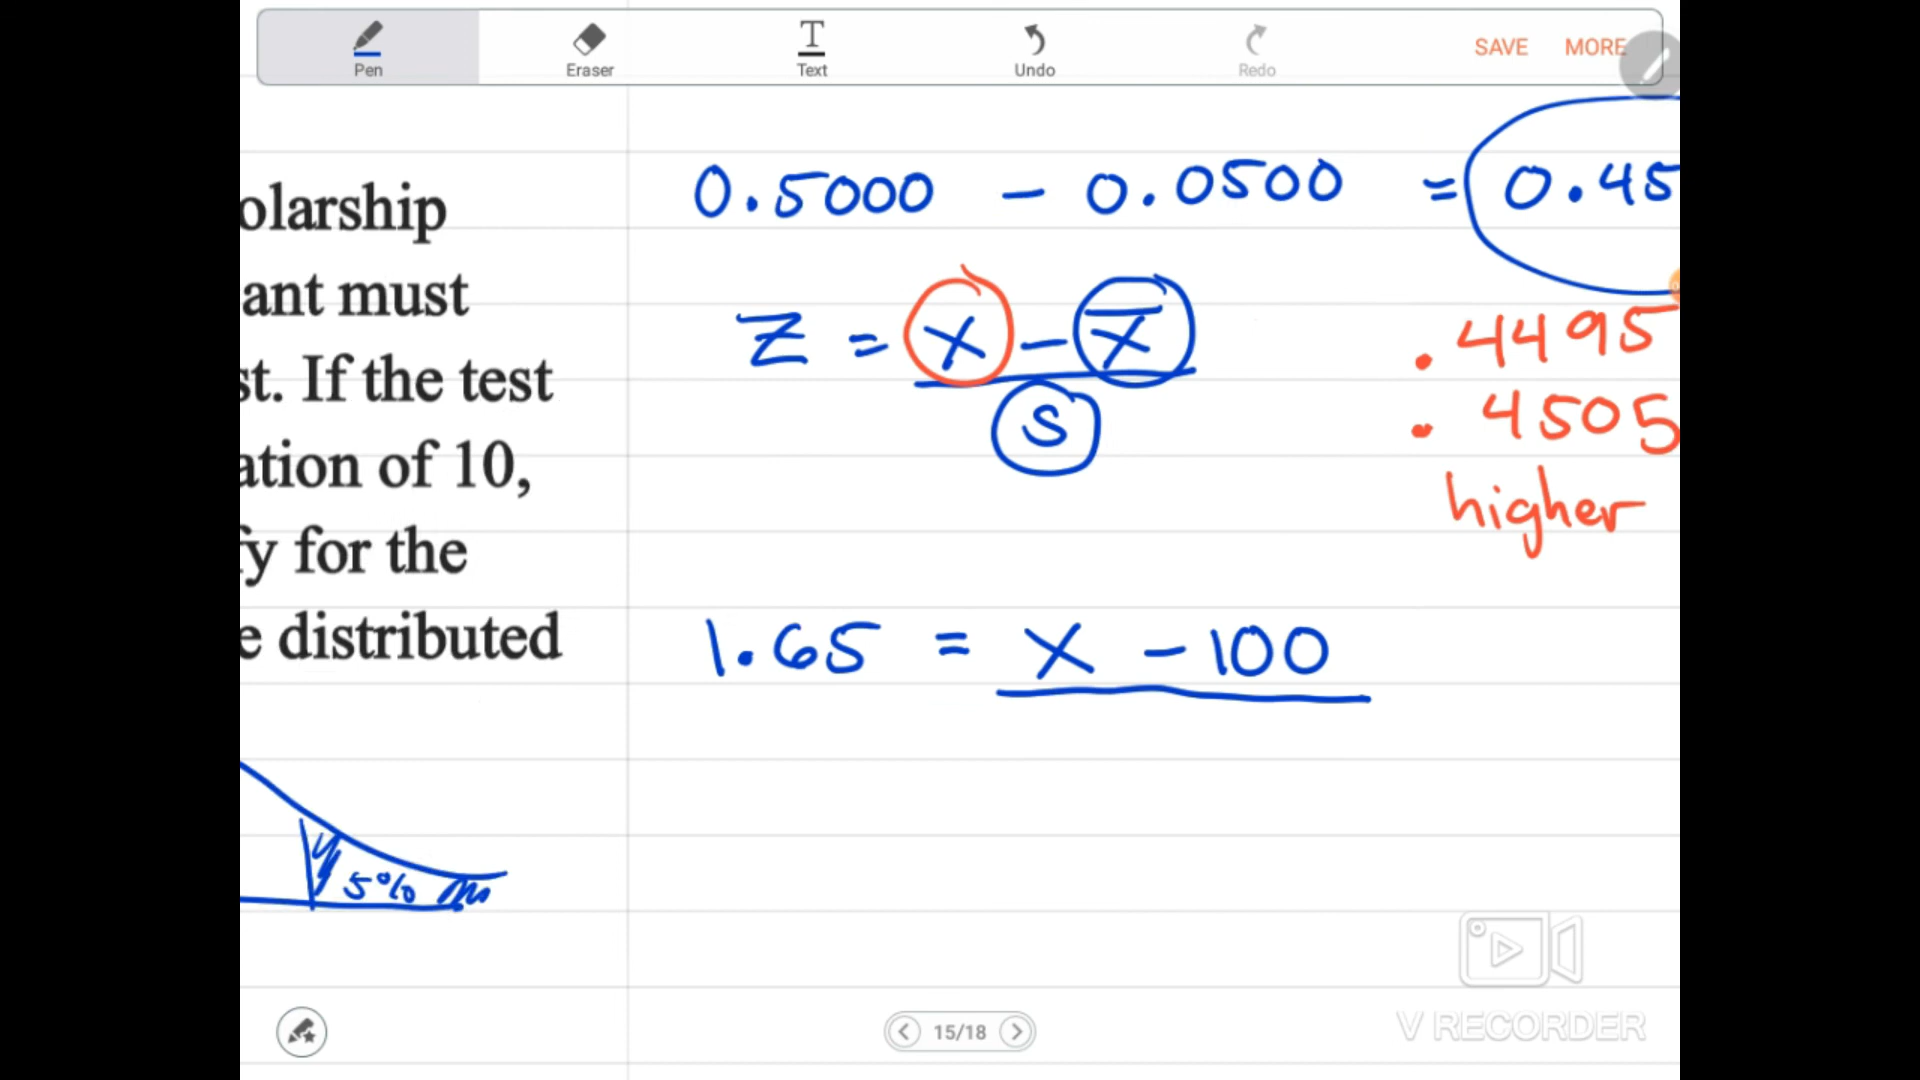 Pen Eraser Text Undo Redo SAVE MORE
olarship
ant must
st. If the test
ation of 10,
fy for the
e distributed
0.5000 - 0.0500 = 0.45
Z = X - X̅
S
.4495
.4505
higher
1.65 = X - 100
5%
15/18
V RECORDER